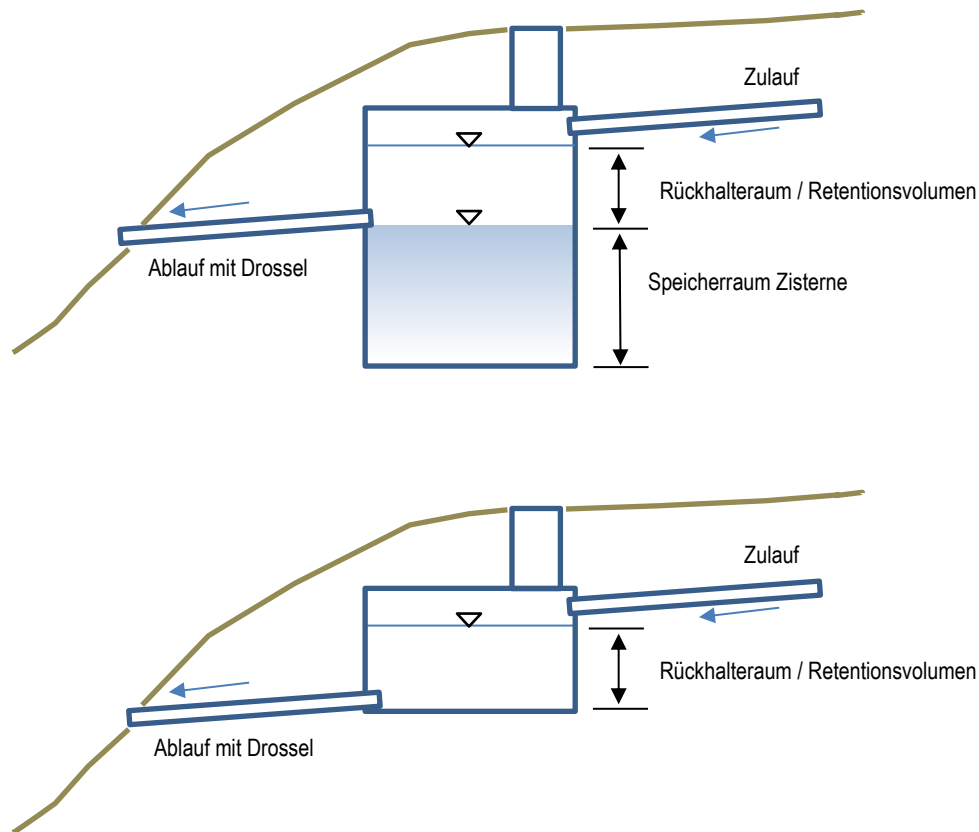 Zulauf
Rückhalteraum / Retentionsvolumen
Ablauf mit Drossel
Speicherraum Zisterne
Zulauf
Rückhalteraum / Retentionsvolumen
Ablauf mit Drossel